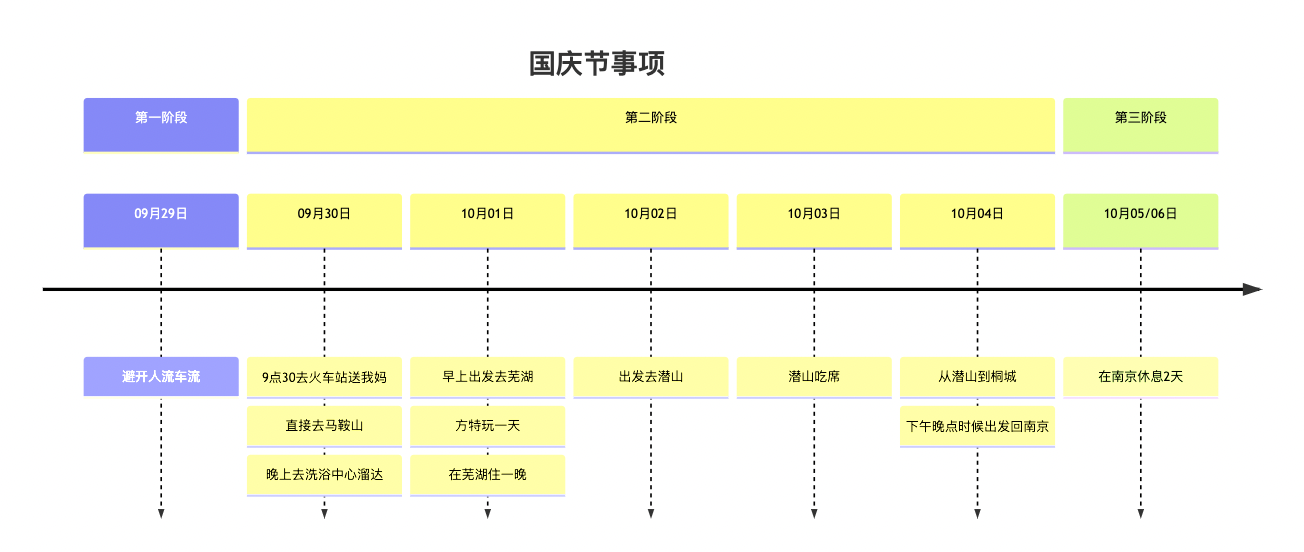 国庆节事项
第一阶段
第二阶段
第三阶段
09月29日
09月30日
10月01日
10月02日
10月03日
10月04日
10月05/06日
避开人流车流
9点30去火车站送我妈
早上出发去芜湖
出发去潜山
潜山吃席
从潜山到桐城
在南京休息2天
直接去马鞍山
方特玩一天
下午晚点时候出发回南京
晚上去洗浴中心溜达
在芜湖住一晚